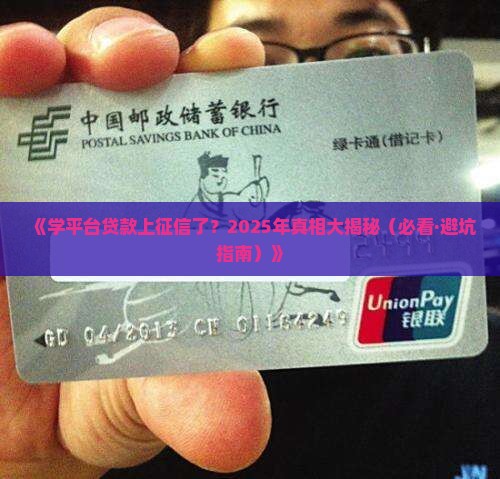 中国邮政储蓄银行
POSTAL SAVINGS BANK OF CHINA
绿卡通(借记卡)
《学平台贷款上征信了？2025年真相大揭秘（必看·避坑
指南）》
UnionPay
银联